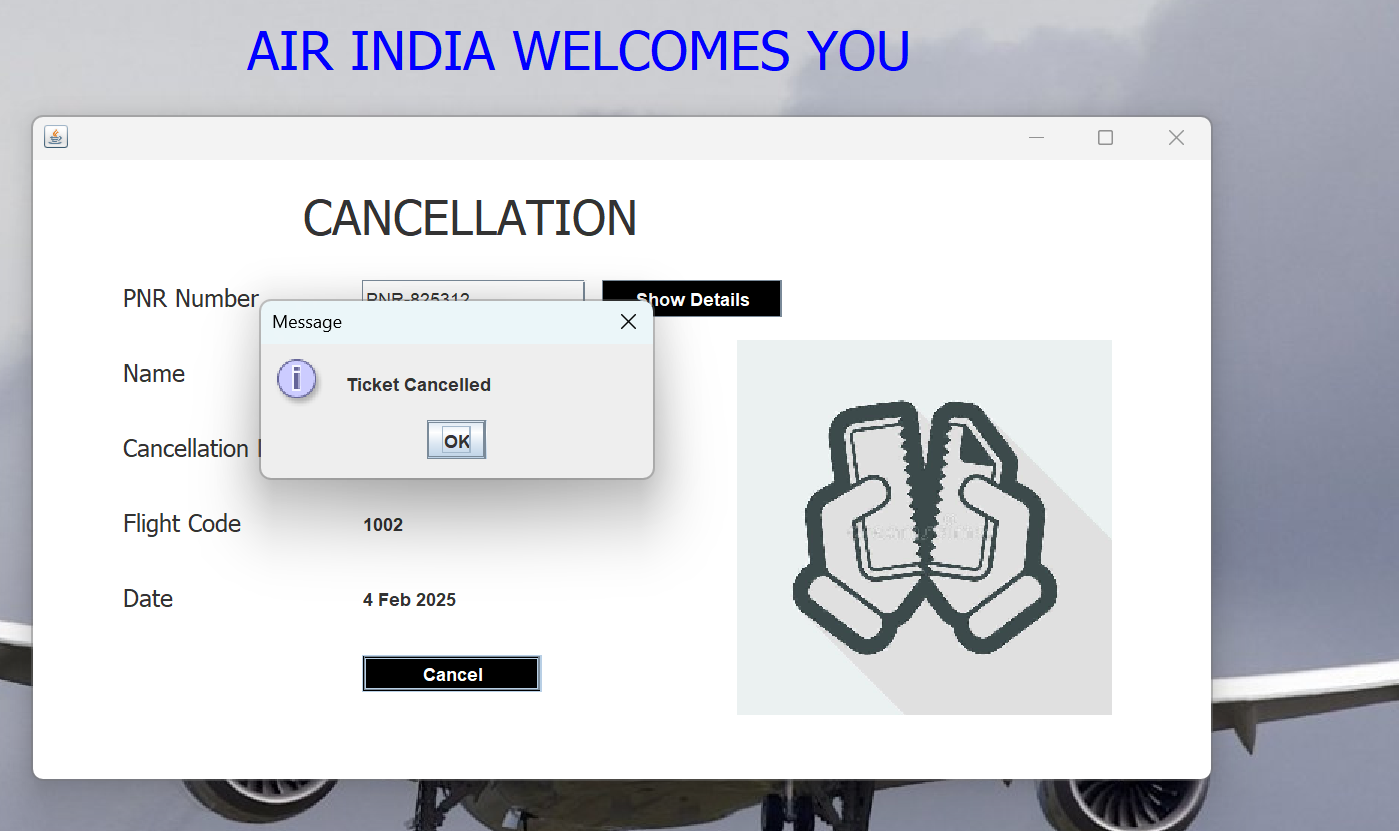 AIR INDIA WELCOMES YOU
CANCELLATION
PNR Number PNR-825312 Show Details
Message
Name
Ticket Cancelled
Cancellation
OK
Flight Code 1002
Date 4 Feb 2025
Cancel